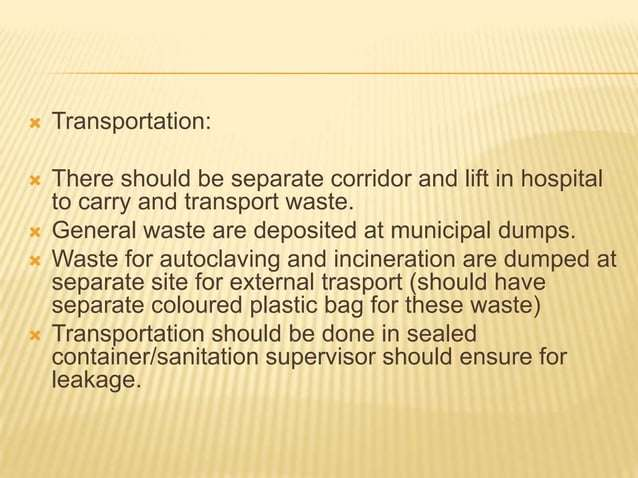 Transportation:
There should be separate corridor and lift in hospital
to carry and transport waste.
General waste are deposited at municipal dumps.
Waste for autoclaving and incineration are dumped at
separate site for external trasport (should have
separate coloured plastic bag for these waste)
Transportation should be done in sealed
container/sanitation supervisor should ensure for
leakage.